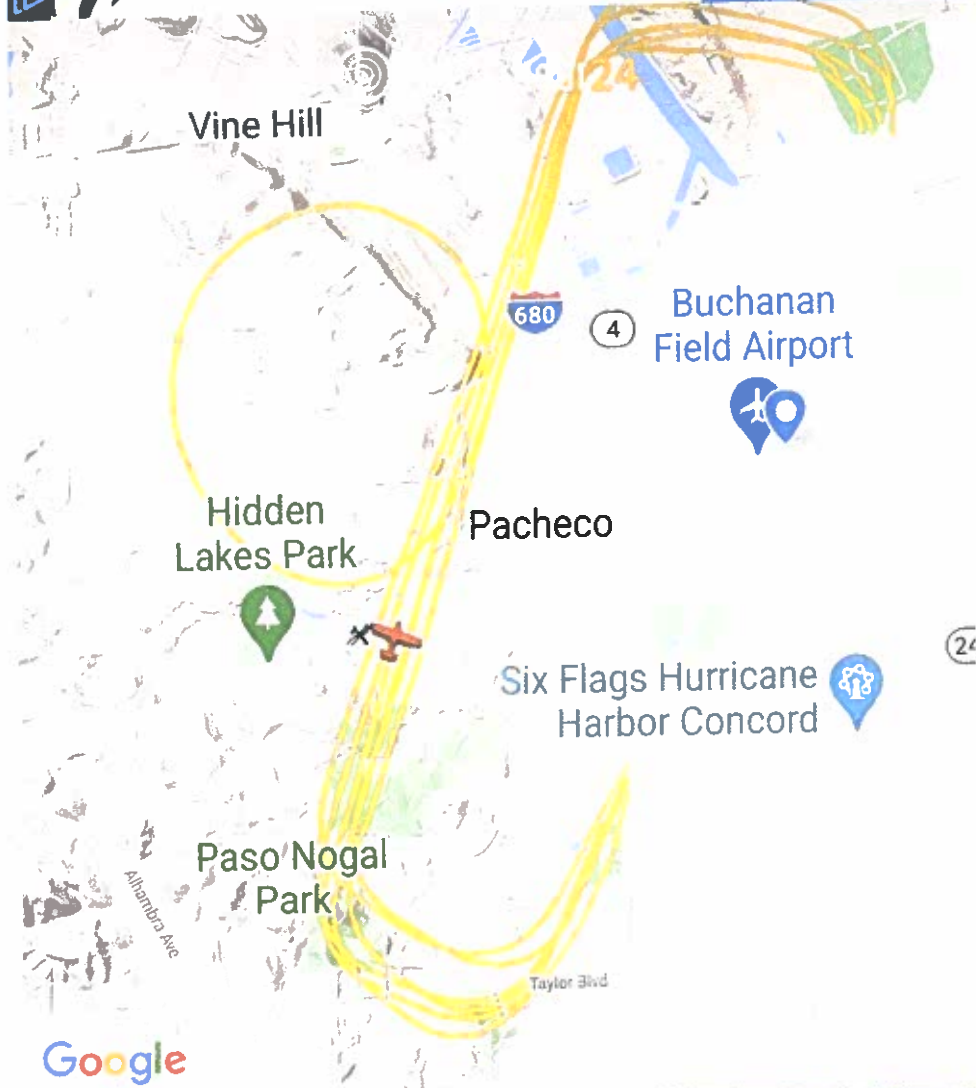 24
Vine Hill
680
4
Buchanan
Field Airport
Hidden
Lakes Park
Pacheco
24
Six Flags Hurricane
Harbor Concord
Paso Nogal
Park
Alhambra Ave
Taylor Blvd
Google